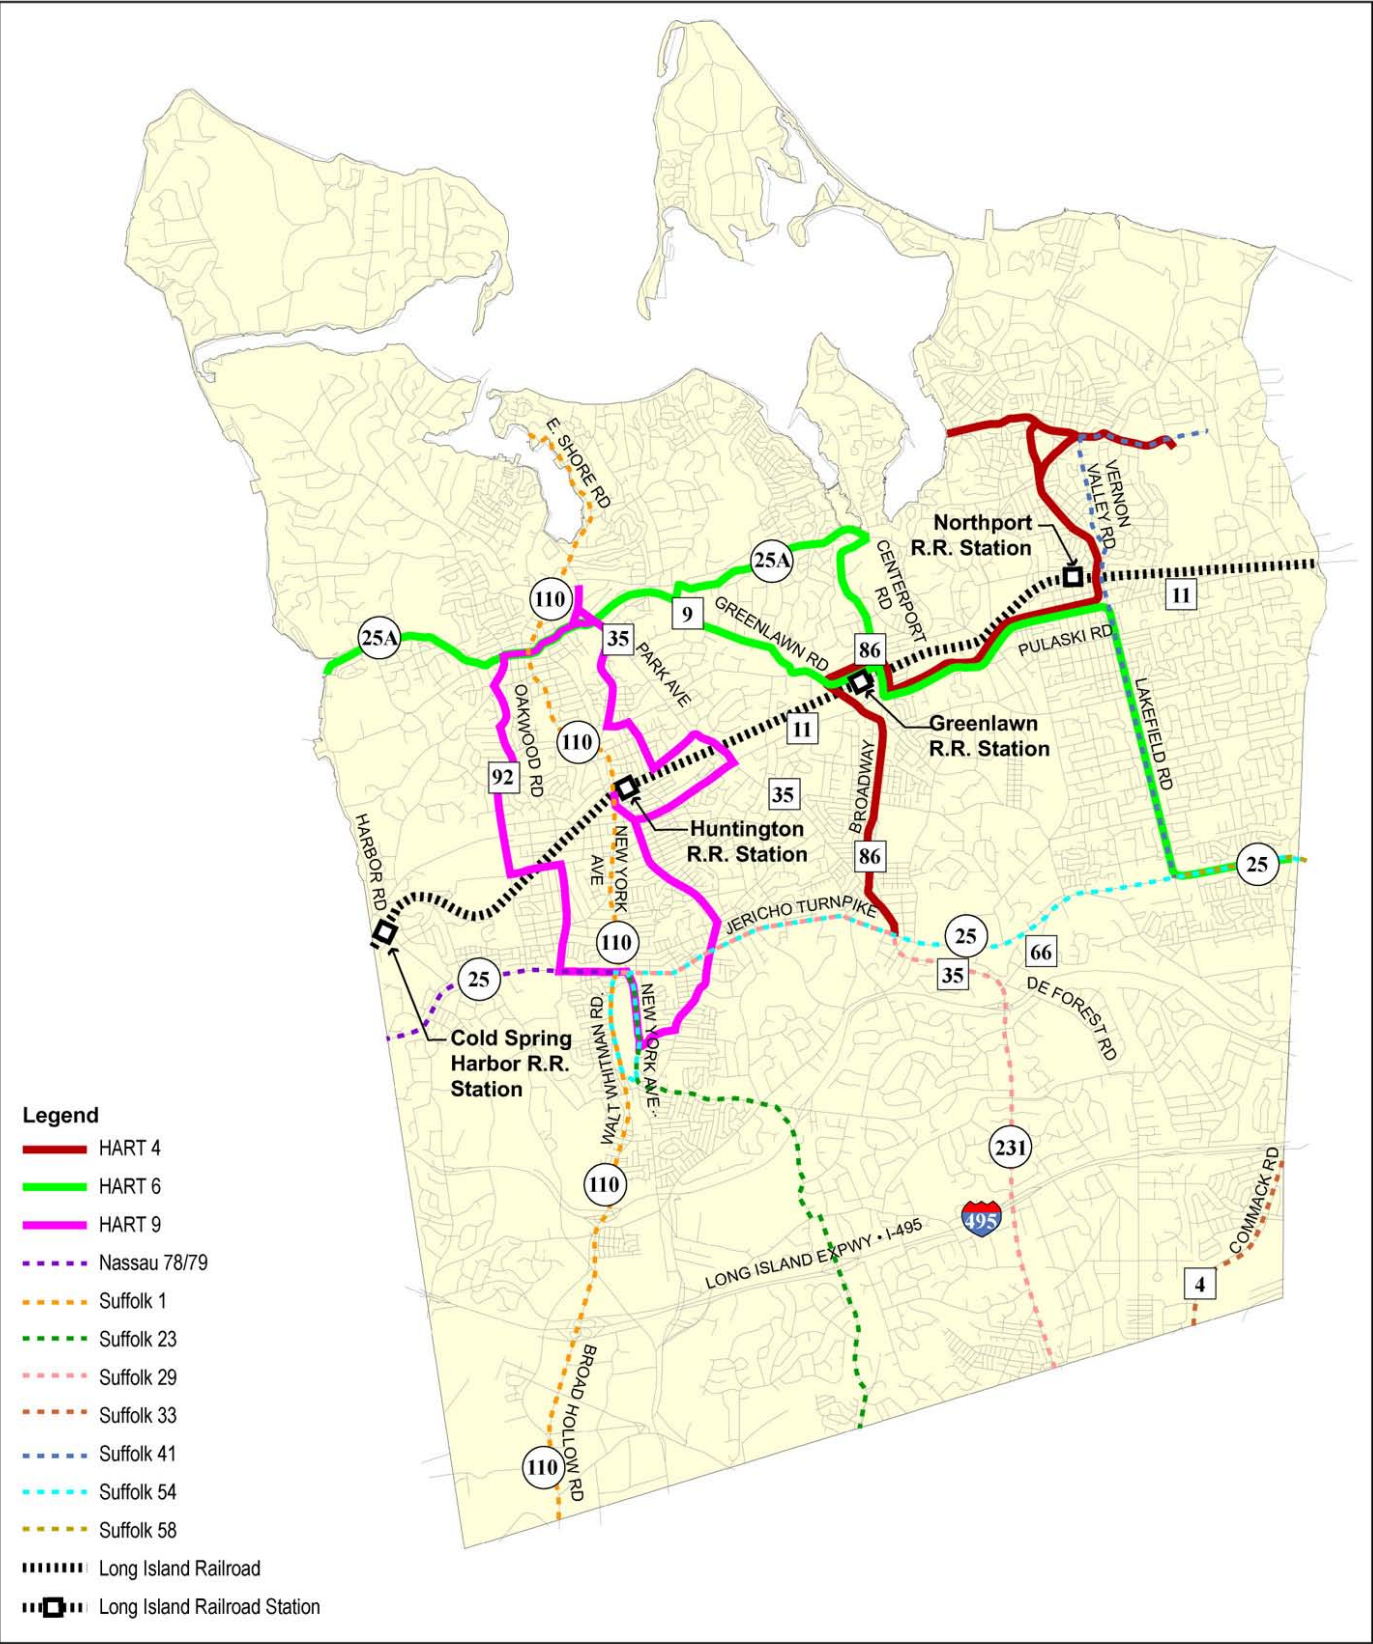 E. SHORE RD
VERNON
VALLEY RD
Northport
R.R. Station
25A
CENTERPORT
RD
110
9
GREENLAWN RD
11
25A
35
PARK AVE
86
PULASKI RD
OAKWOOD RD
LAKEFIELD RD
Greenlawn
R.R. Station
110
11
92
35
BROADWAY
HARBOR RD
Huntington
R.R. Station
NEW YORK
AVE
86
25
JERICHO TURNPIKE
110
25
66
25
35
DE FOREST RD
WALT WHITMAN RD.
NEW YORK AVE..
Cold Spring
Harbor R.R.
Station
231
110
495
COMMACK RD
LONG ISLAND EXPWY • I-495
4
BROAD HOLLOW RD
110
Legend
HART 4
HART 6
HART 9
Nassau 78/79
Suffolk 1
Suffolk 23
Suffolk 29
Suffolk 33
Suffolk 41
Suffolk 54
Suffolk 58
Long Island Railroad
Long Island Railroad Station